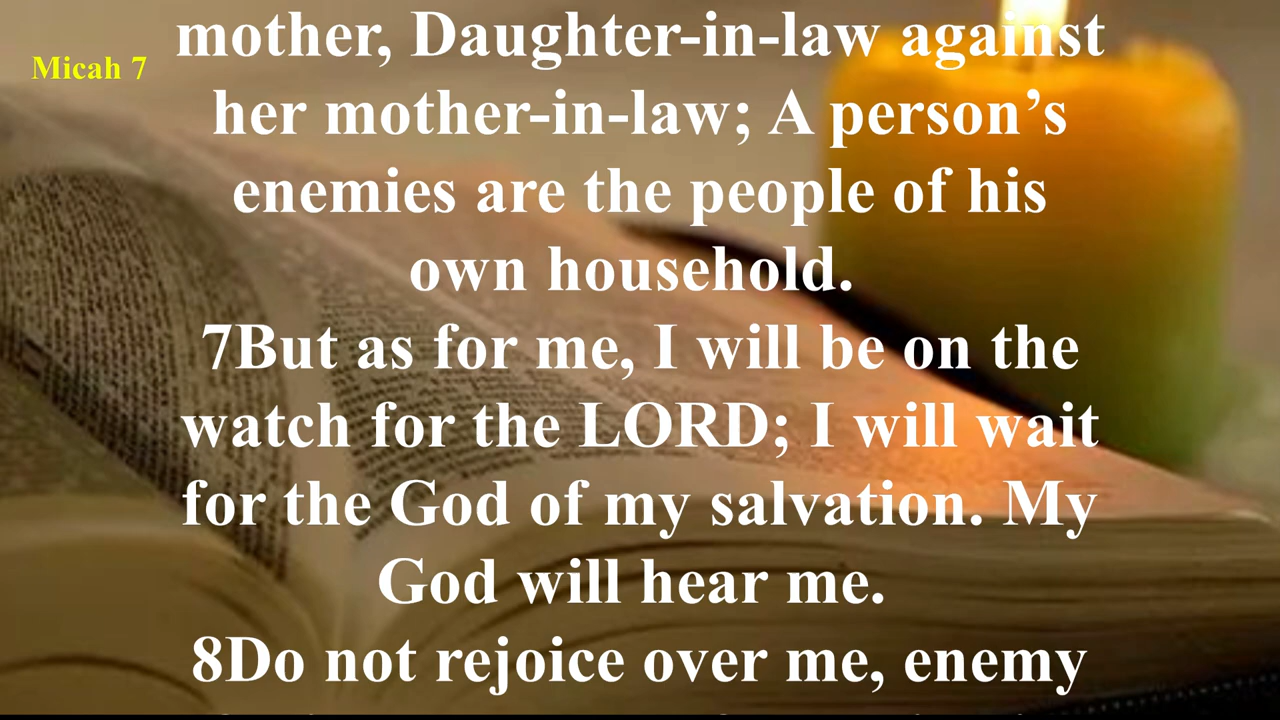 Micah 7
mother, Daughter-in-law against
her mother-in-law; A person’s
enemies are the people of his
own household.
7But as for me, I will be on the
watch for the LORD; I will wait
for the God of my salvation. My
God will hear me.
8Do not rejoice over me, enemy